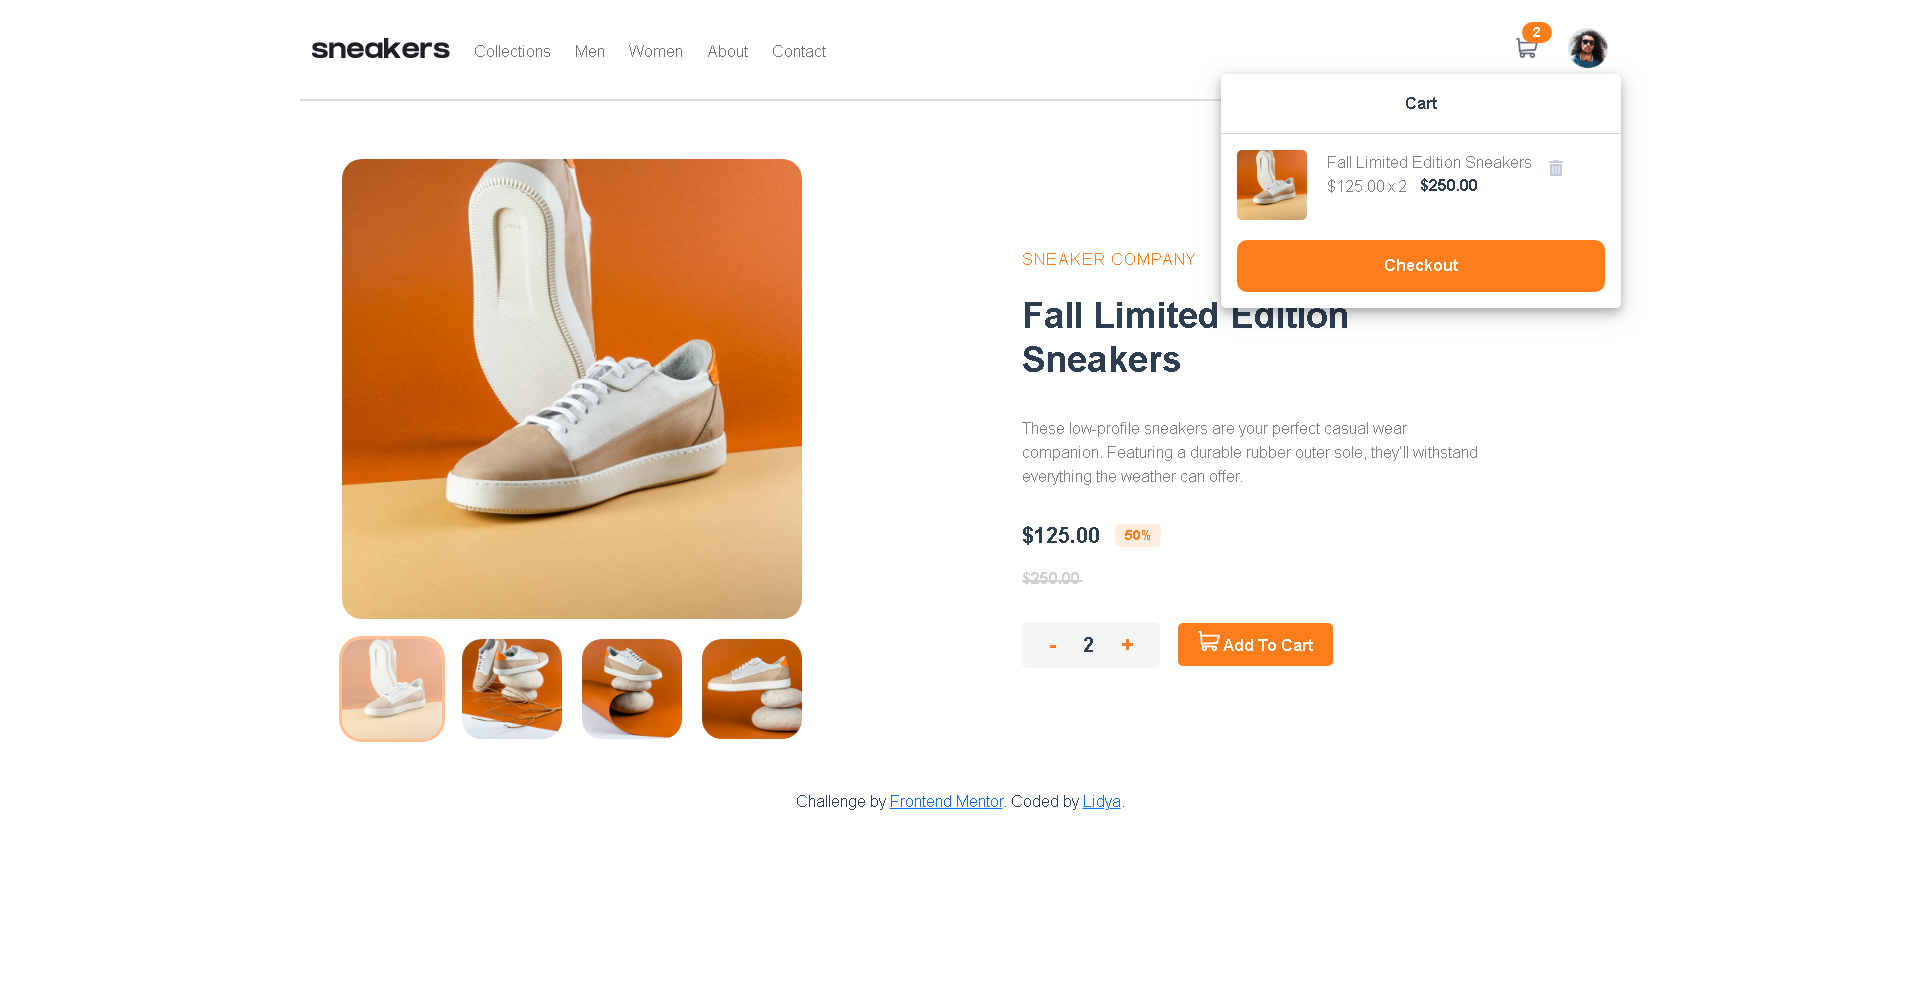 sneakers Collections Men Women About Contact
2
Cart
Fall Limited Edition Sneakers
$125.00 x 2 $250.00
Checkout
SNEAKER COMPANY
Fall Limited Edition
Sneakers
These low-profile sneakers are your perfect casual wear
companion. Featuring a durable rubber outer sole, they'll withstand
everything the weather can offer.
$125.00 50%
$250.00
- 2 + Add To Cart
Challenge by Frontend Mentor. Coded by Lidya.